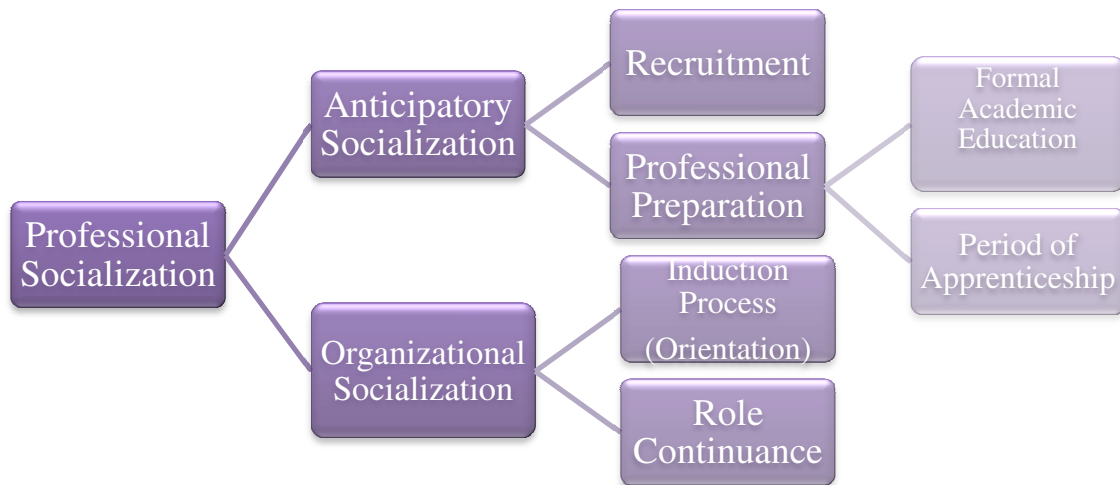 Professional
Socialization
Anticipatory
Socialization
Recruitment
Professional
Preparation
Formal
Academic
Education
Period of
Apprenticeship
Organizational
Socialization
Induction
Process
(Orientation)
Role
Continuance